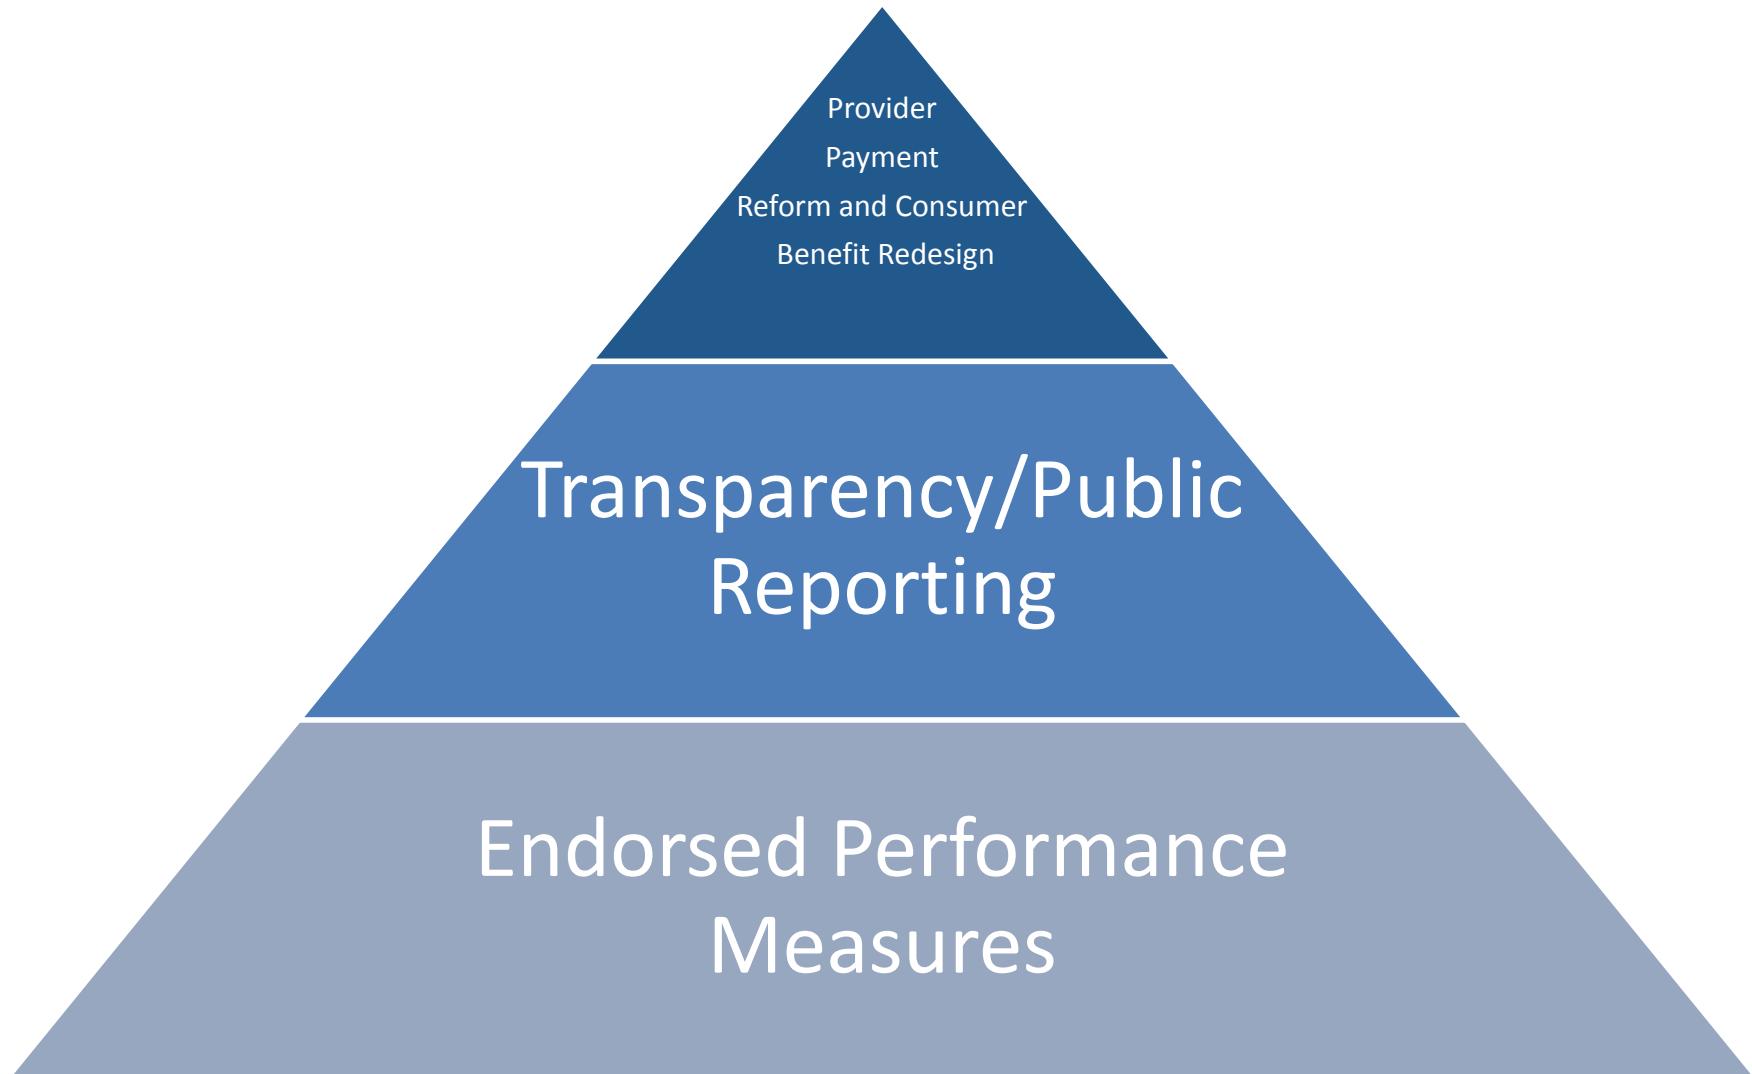 Provider
Payment
Reform and Consumer
Benefit Redesign
Transparency/Public
Reporting
Endorsed Performance
Measures